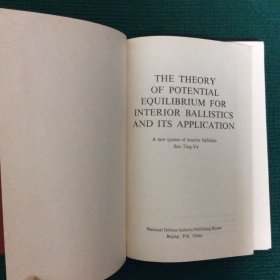 THE THEORY
OF POTENTIAL
EQUILIBRIUM FOR
INTERIOR BALLISTICS
AND ITS APPLICATION
A new system of interior ballistics
Bao Ting-Yu
National Defence Industry Publishing House
Beijing, P.R. China